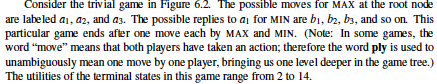 Consider the trivial game in Figure 6.2. The possible moves for MAX at the root node
are labeled a₁, a₂, and a₃. The possible replies to a₁ for MIN are b₁, b₂, b₃, and so on. This
particular game ends after one move each by MAX and MIN. (Note: In some games, the
word “move” means that both players have taken an action; therefore the word ply is used to
unambiguously mean one move by one player, bringing us one level deeper in the game tree.)
The utilities of the terminal states in this game range from 2 to 14.